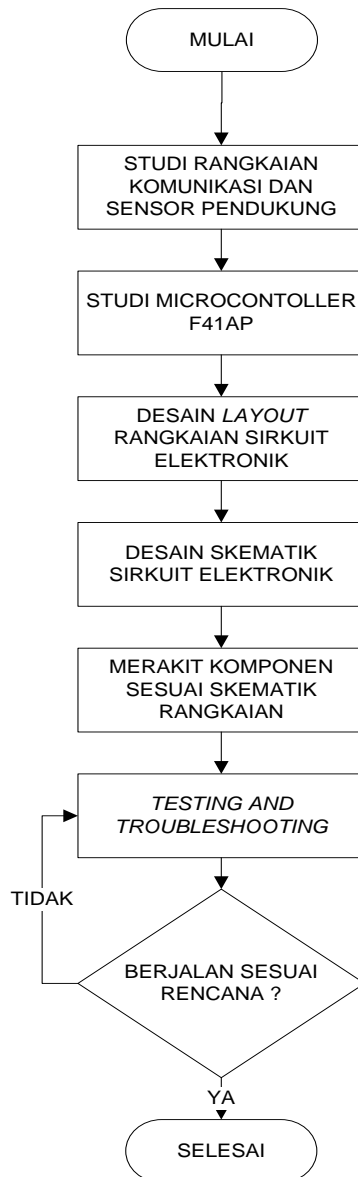 MULAI
STUDI RANGKAIAN
KOMUNIKASI DAN
SENSOR PENDUKUNG
STUDI MICROCONTOLLER
F41AP
DESAIN LAYOUT
RANGKAIAN SIRKUIT
ELEKTRONIK
DESAIN SKEMATIK
SIRKUIT ELEKTRONIK
MERAKIT KOMPONEN
SESUAI SKEMATIK
RANGKAIAN
TESTING AND
TROUBLESHOOTING
TIDAK
BERJALAN SESUAI
RENCANA ?
YA
SELESAI